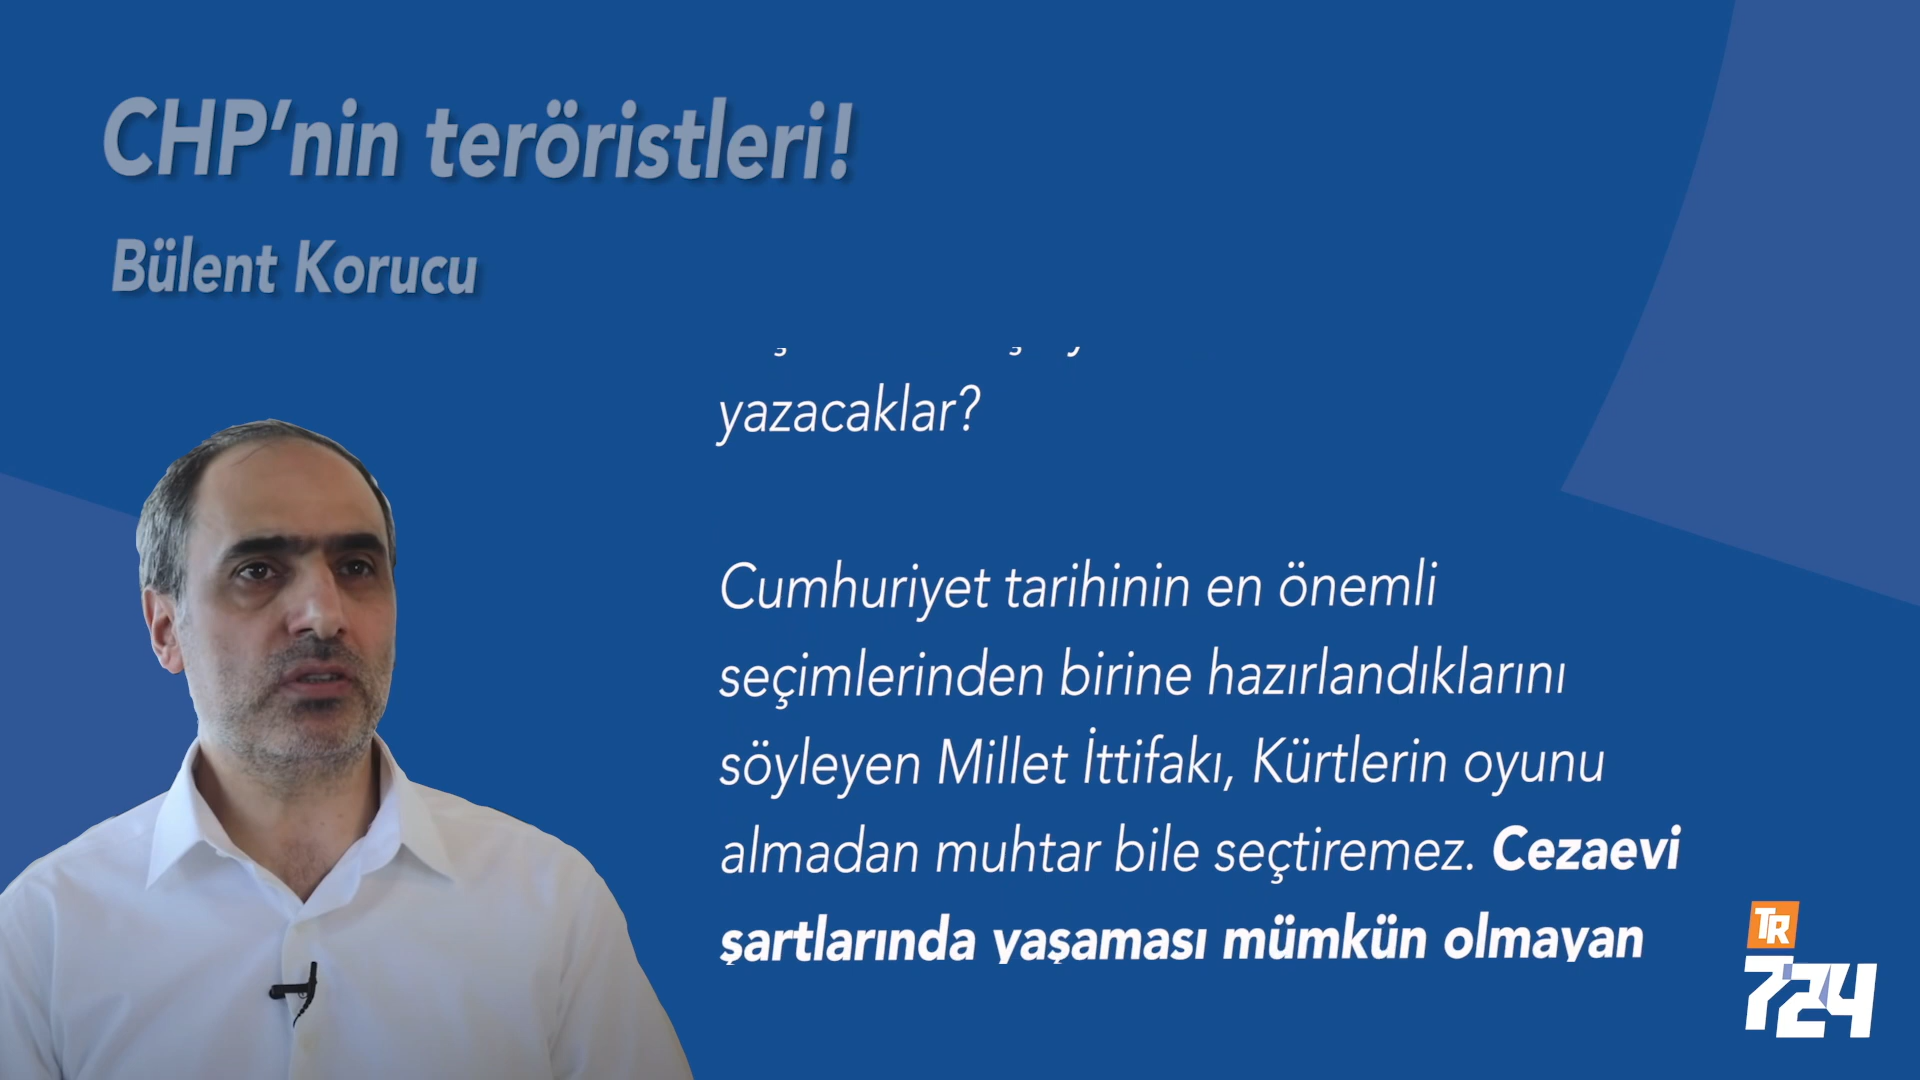 CHP’nin teröristleri!
Bülent Korucu
yazacaklar?
Cumhuriyet tarihinin en önemli
seçimlerinden birine hazırlandıklarını
söyleyen Millet İttifakı, Kürtlerin oyunu
almadan muhtar bile seçtiremez. Cezaevi
şartlarında yaşaması mümkün olmayan
TR
724